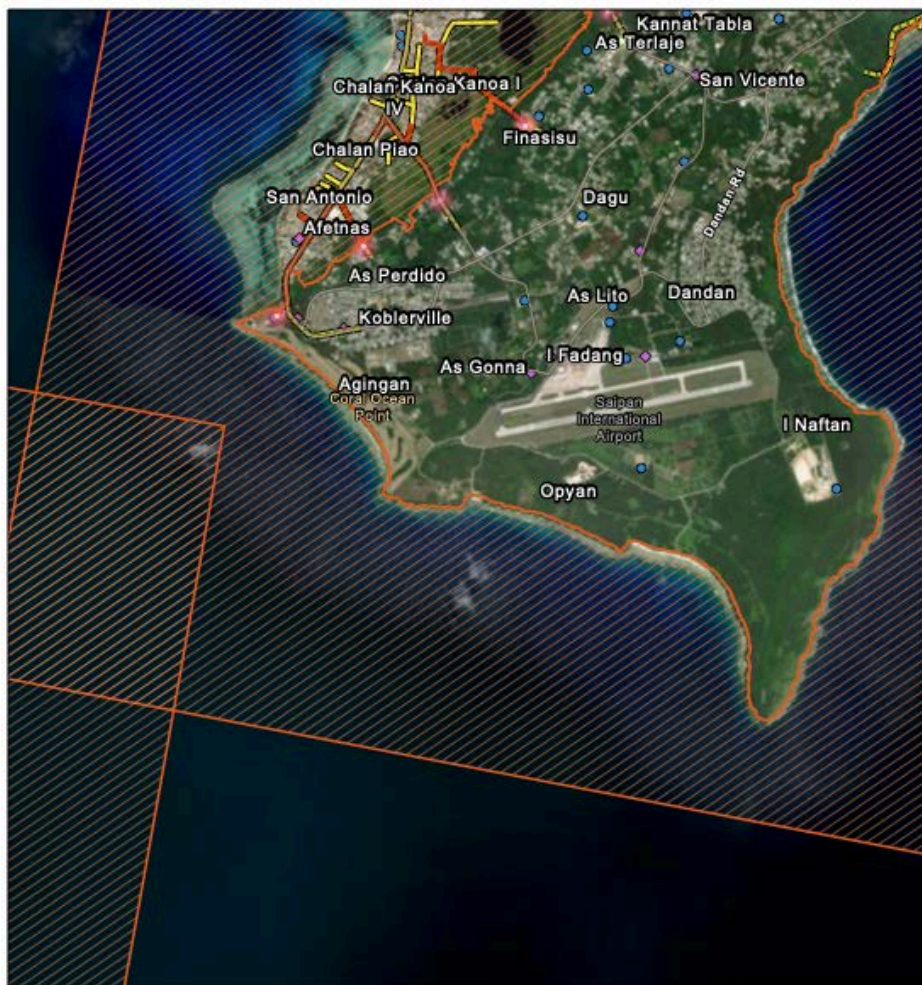 Kannat Tabla
As Terlaje
San Vicente
Chalan Kanoa I
Chalan Kanoa
IV
Finasisu
Chalan Piao
San Antonio
Dagu
Dandan Rd
Afetnas
As Perdido
As Lito
Dandan
Koblerville
I Fadang
As Gonna
Agingan
Coral Ocean
Point
Saipan
International
Airport
I Naftan
Opyan